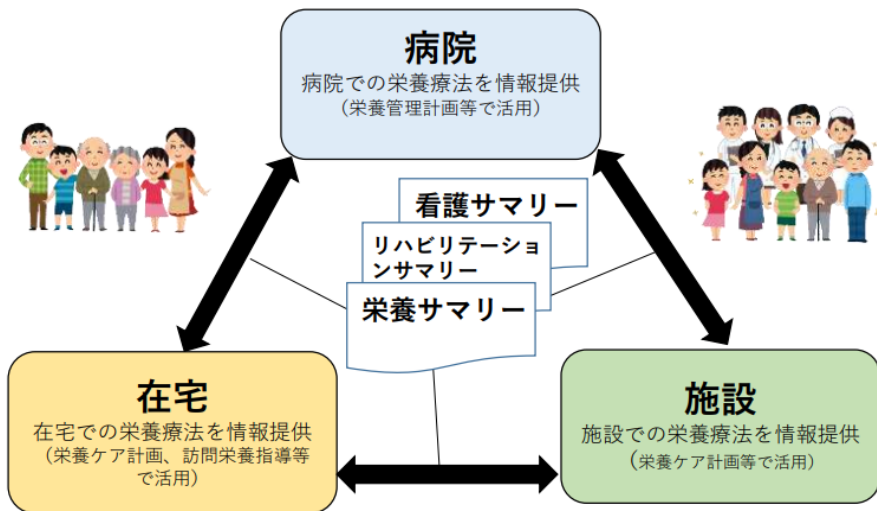 病院
病院での栄養療法を情報提供
(栄養管理計画等で活用)
看護サマリー
リハビリテーショ
ンサマリー
栄養サマリー
在宅
在宅での栄養療法を情報提供
(栄養ケア計画、訪問栄養指導等
で活用)
施設
施設での栄養療法を情報提供
(栄養ケア計画等で活用)